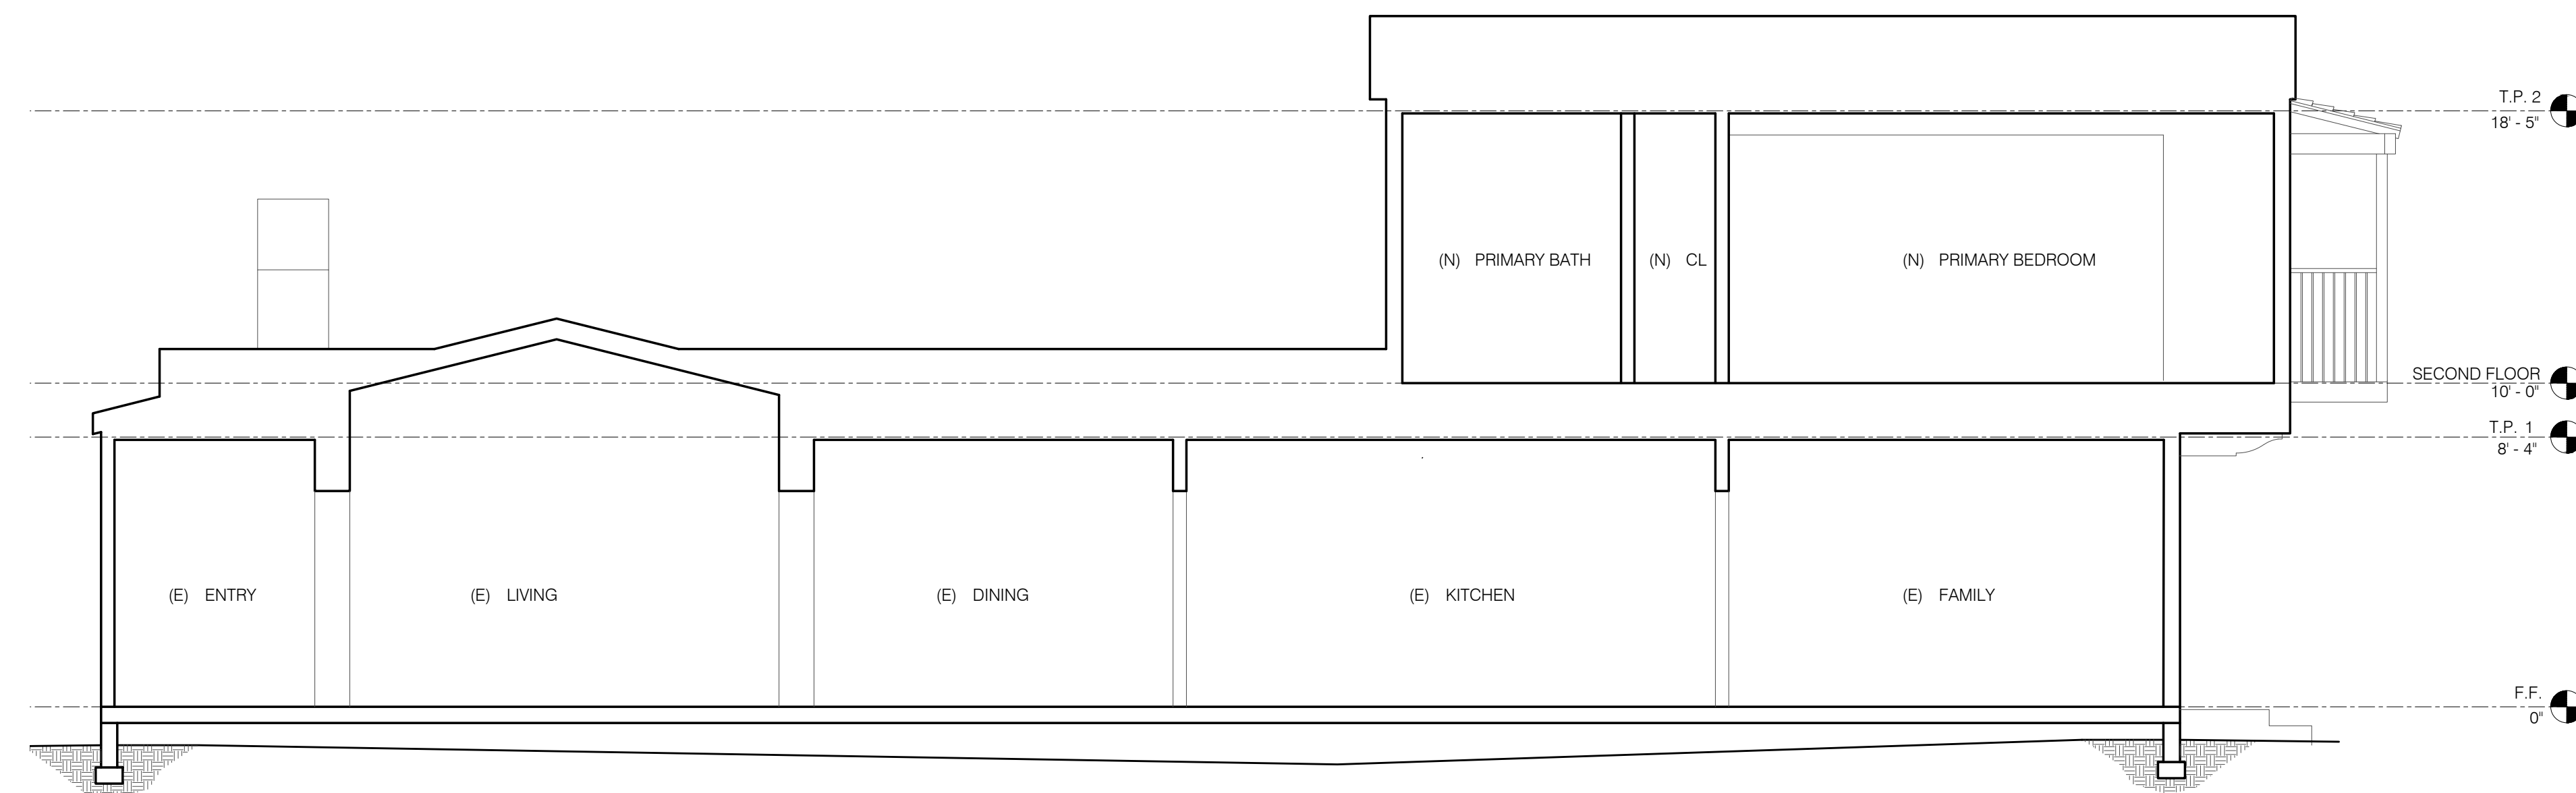 T.P. 2
18' - 5"
(N) PRIMARY BATH
(N) CL
(N) PRIMARY BEDROOM
SECOND FLOOR
10' - 0"
T.P. 1
8' - 4"
(E) ENTRY
(E) LIVING
(E) DINING
(E) KITCHEN
(E) FAMILY
F.F.
0"